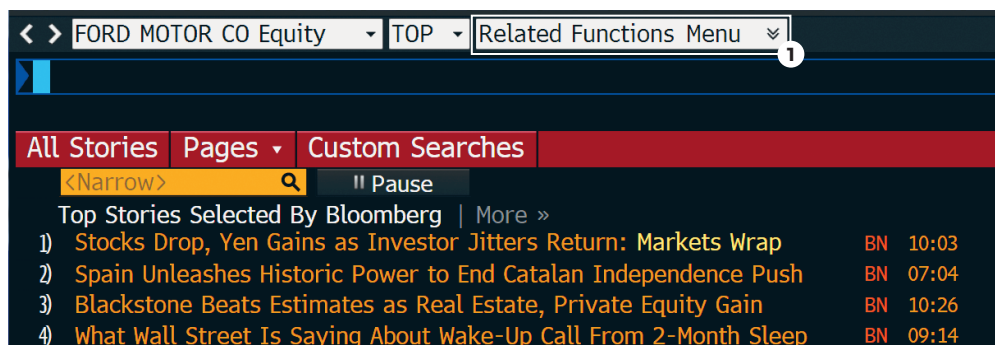 < > FORD MOTOR CO Equity TOP Related Functions Menu
1
All Stories Pages Custom Searches
<Narrow> Pause
Top Stories Selected By Bloomberg | More »
1) Stocks Drop, Yen Gains as Investor Jitters Return: Markets Wrap BN 10:03
2) Spain Unleashes Historic Power to End Catalan Independence Push BN 07:04
3) Blackstone Beats Estimates as Real Estate, Private Equity Gain BN 10:26
4) What Wall Street Is Saying About Wake-Up Call From 2-Month Sleep BN 09:14